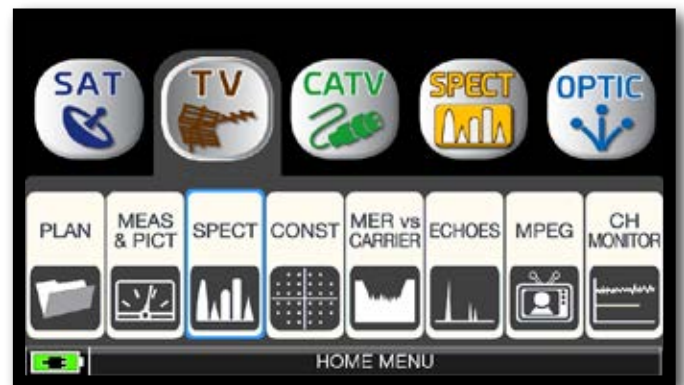 SAT
TV
CATV
SPECT
OPTIC
PLAN
MEAS
& PICT
SPECT
CONST
MER vs
CARRIER
ECHOES
MPEG
CH
MONITOR
HOME MENU